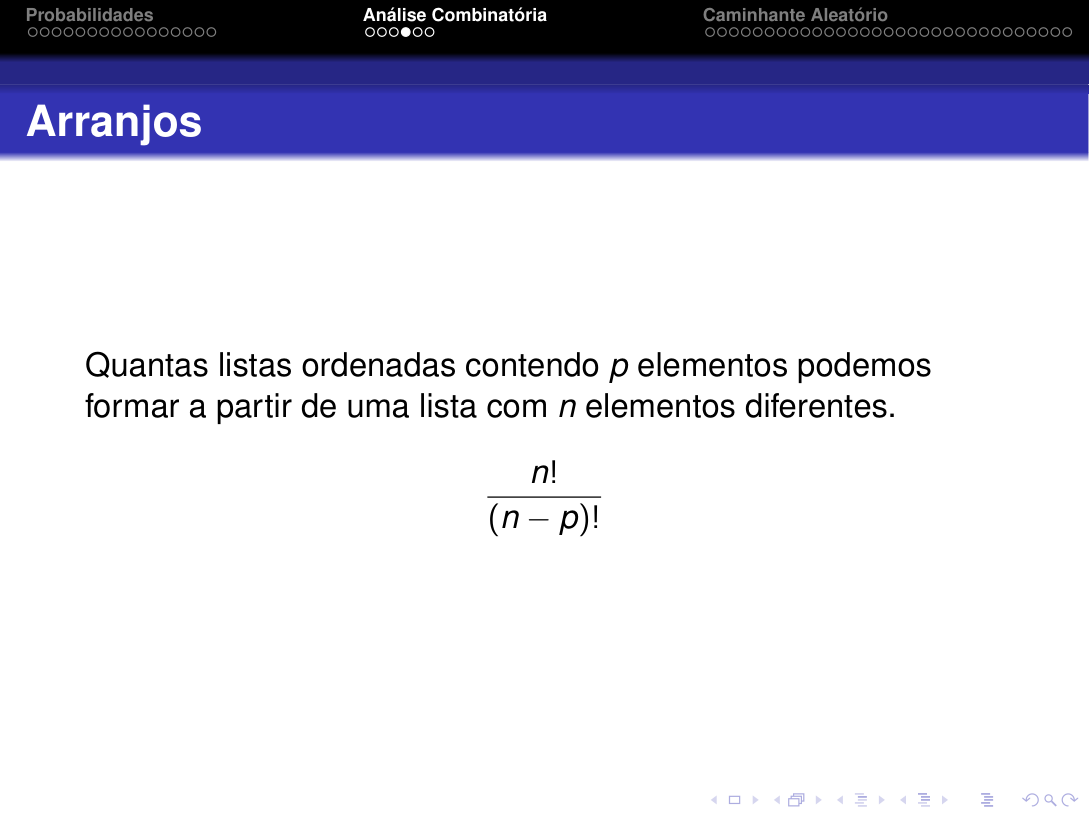 Probabilidades
Análise Combinatória
Caminhante Aleatório
Arranjos
Quantas listas ordenadas contendo p elementos podemos
formar a partir de uma lista com n elementos diferentes.
n!
(n − p)!